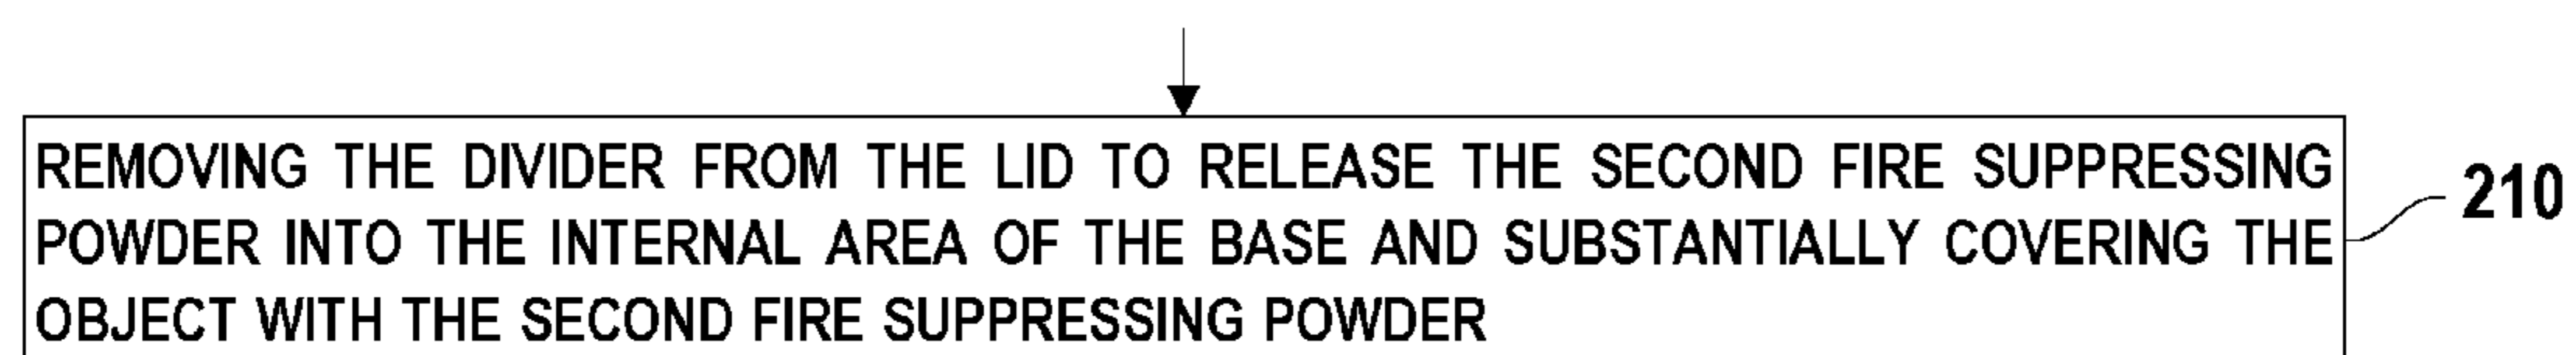 REMOVING THE DIVIDER FROM THE LID TO RELEASE THE SECOND FIRE SUPPRESSING
POWDER INTO THE INTERNAL AREA OF THE BASE AND SUBSTANTIALLY COVERING THE
OBJECT WITH THE SECOND FIRE SUPPRESSING POWDER
210